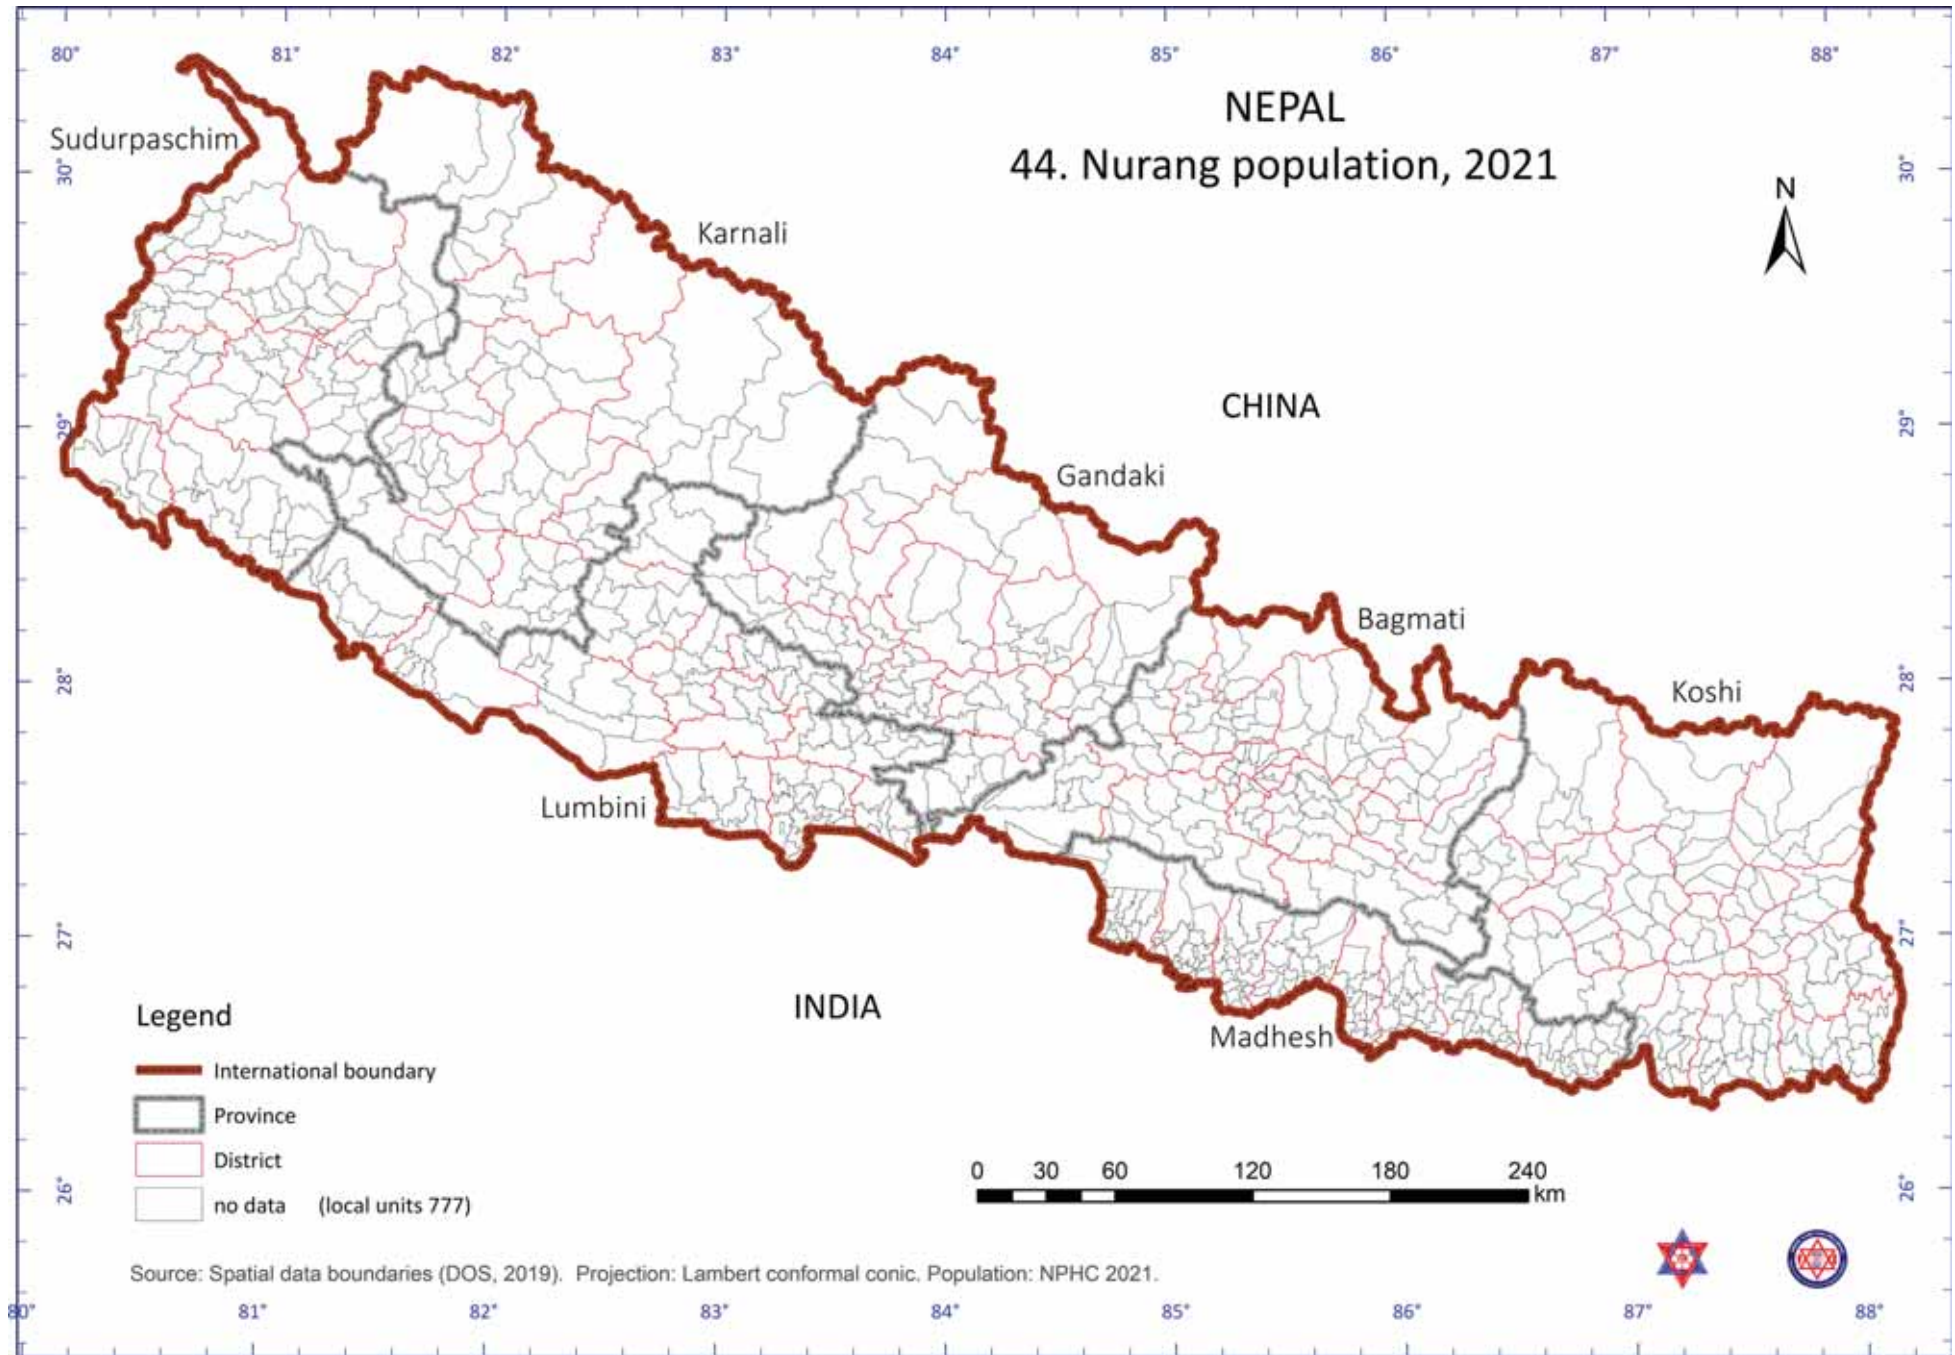 80° 81° 82° 83° 84° 85° 86° 87° 88°
NEPAL
44. Nurang population, 2021
N
Sudurpaschim
30° 30°
Karnali
CHINA
29° 29°
Gandaki
Bagmati
28° 28°
Koshi
Lumbini
27° 27°
INDIA
Madhesh
Legend
International boundary
Province
District
no data (local units 777)
0 30 60 120 180 240
km
26° 26°
Source: Spatial data boundaries (DOS, 2019). Projection: Lambert conformal conic. Population: NPHC 2021.
80° 81° 82° 83° 84° 85° 86° 87° 88°